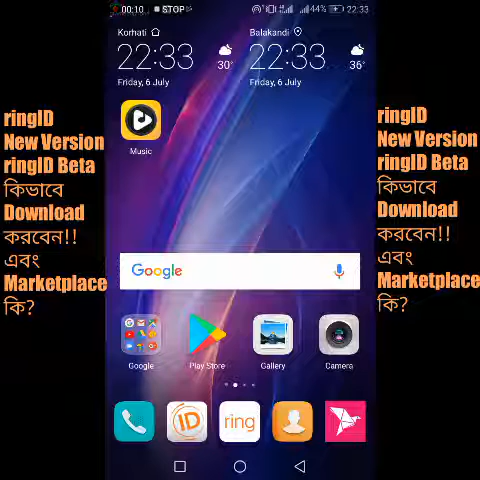 00:10 STOP 44% 22:33
Korhati Balakandi
22:33 30° 22:33 36°
Friday, 6 July Friday, 6 July
Music
Google
Google Play Store Gallery Camera
ID ring
ringID
New Version
ringID Beta
কিভাবে
Download
করবেন!!
এবং
Marketplace
কি?
ringID
New Version
ringID Beta
কিভাবে
Download
করবেন!!
এবং
Marketplace
কি?